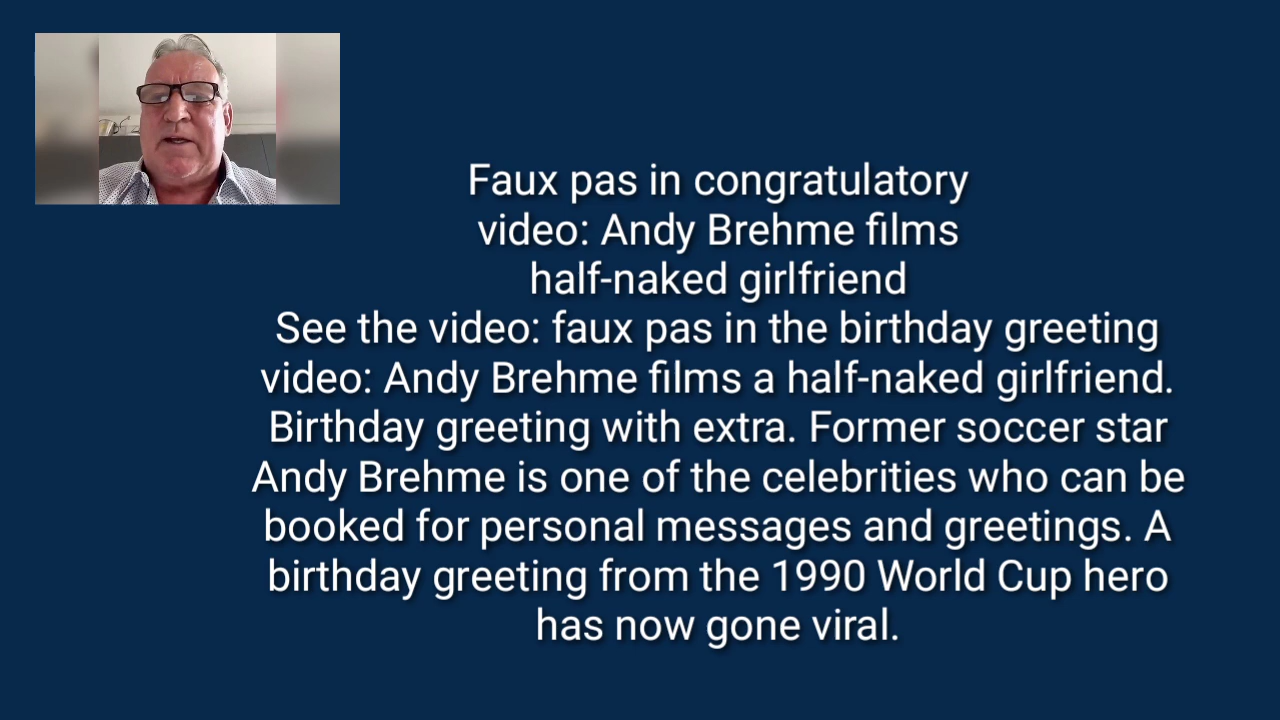 Faux pas in congratulatory
video: Andy Brehme films
half-naked girlfriend
See the video: faux pas in the birthday greeting
video: Andy Brehme films a half-naked girlfriend.
Birthday greeting with extra. Former soccer star
Andy Brehme is one of the celebrities who can be
booked for personal messages and greetings. A
birthday greeting from the 1990 World Cup hero
has now gone viral.